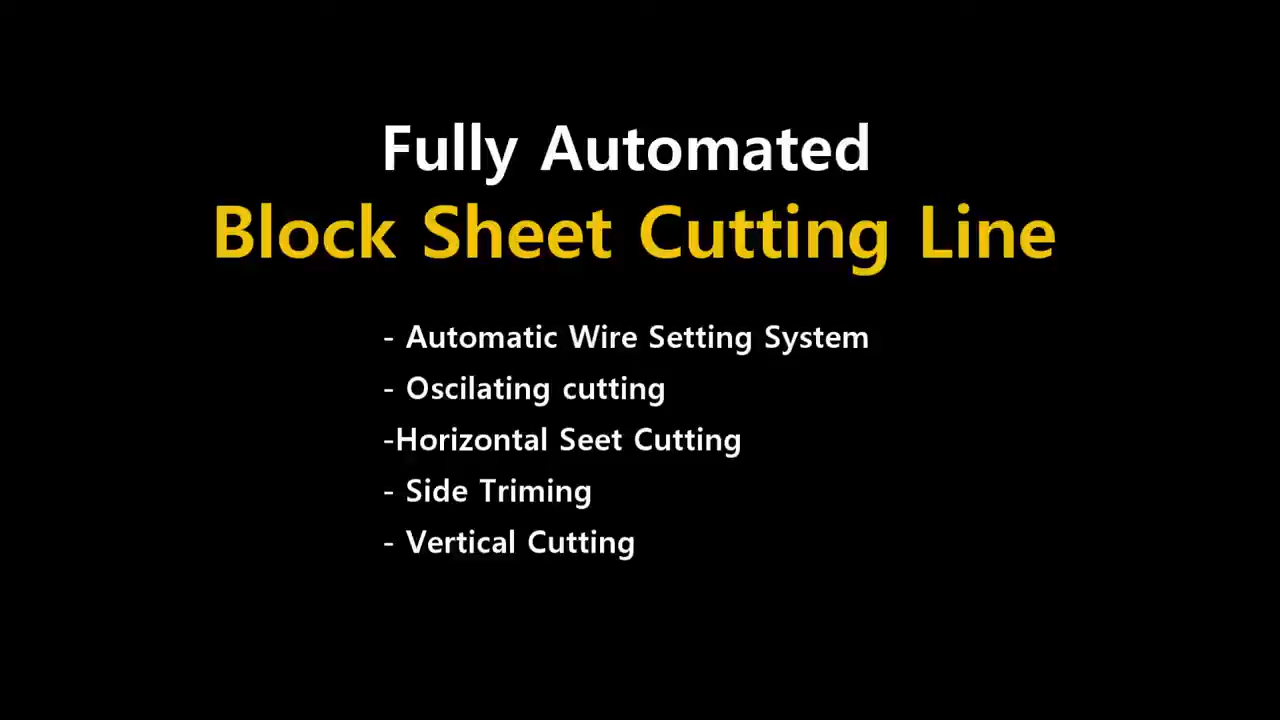 Fully Automated
Block Sheet Cutting Line
- Automatic Wire Setting System
- Oscilating cutting
-Horizontal Seet Cutting
- Side Triming
- Vertical Cutting